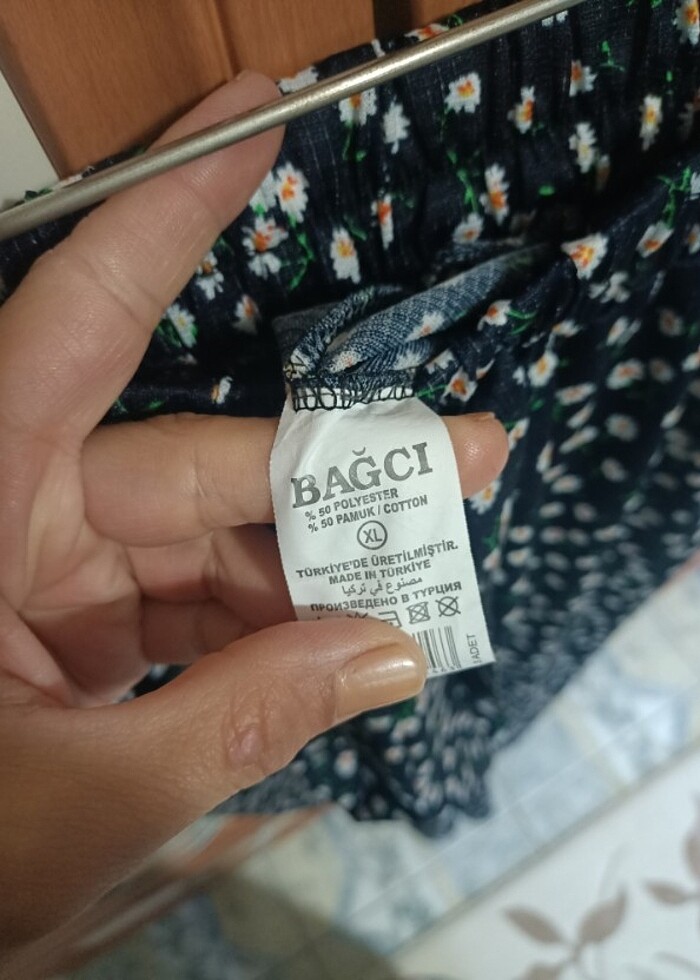 BAĞCI
% 50 POLYESTER
% 50 PAMUK / COTTON
XL
TÜRKİYE'DE ÜRETİLMİŞTİR.
MADE IN TÜRKİYE
مصنوع في تركيا
ПРОИЗВЕДЕНО В ТУРЦИЯ
ADET